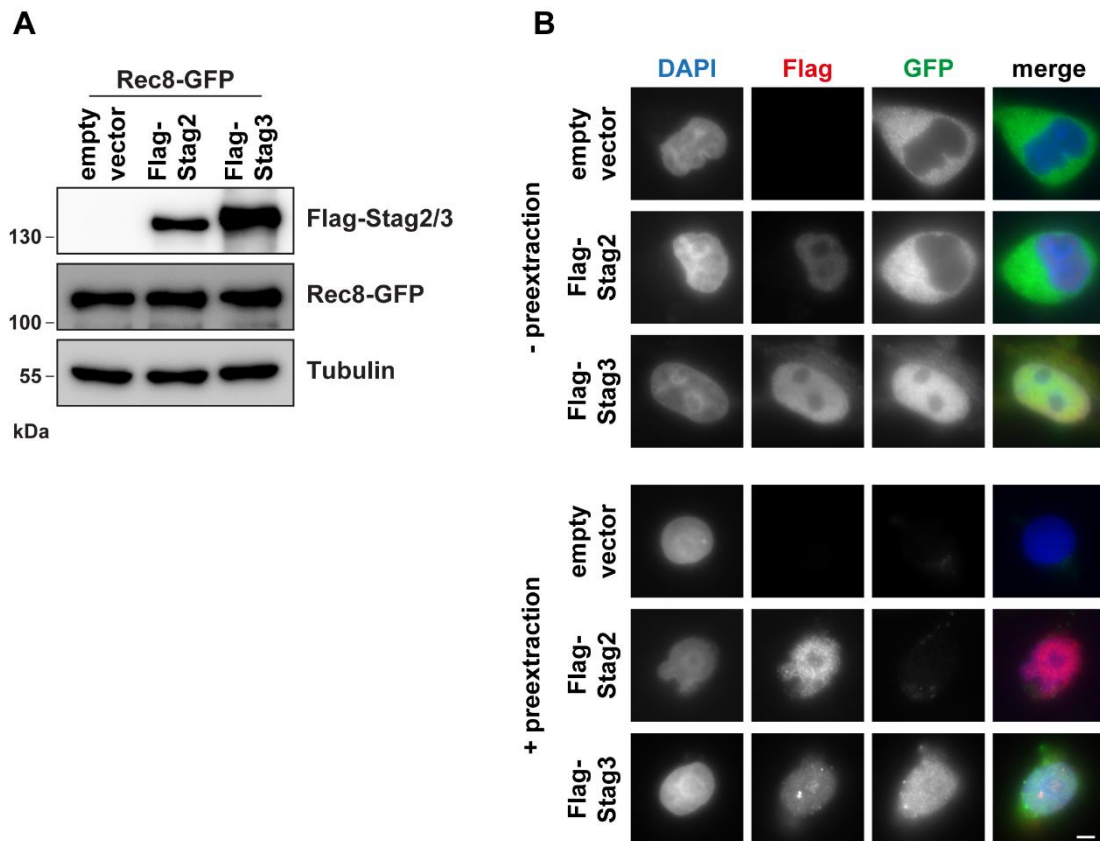 A
Rec8-GFP
empty
vector
Flag-
Stag2
Flag-
Stag3
130
Flag-Stag2/3
100
Rec8-GFP
55
Tubulin
kDa
B
DAPI Flag GFP merge
- preextraction
empty
vector
Flag-
Stag2
Flag-
Stag3
+ preextraction
empty
vector
Flag-
Stag2
Flag-
Stag3